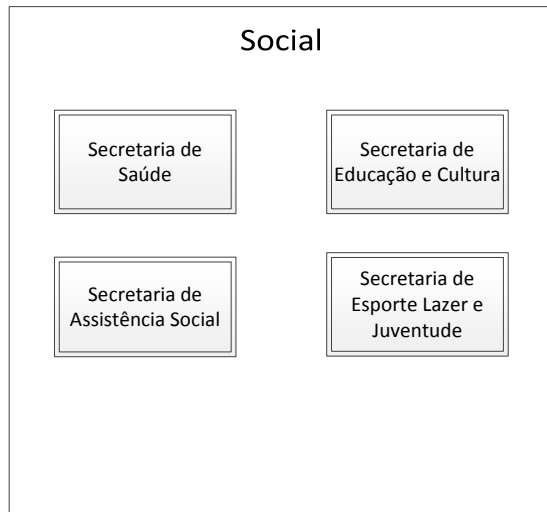 Social
Secretaria de
Saúde
Secretaria de
Educação e Cultura
Secretaria de
Assistência Social
Secretaria de
Esporte Lazer e
Juventude